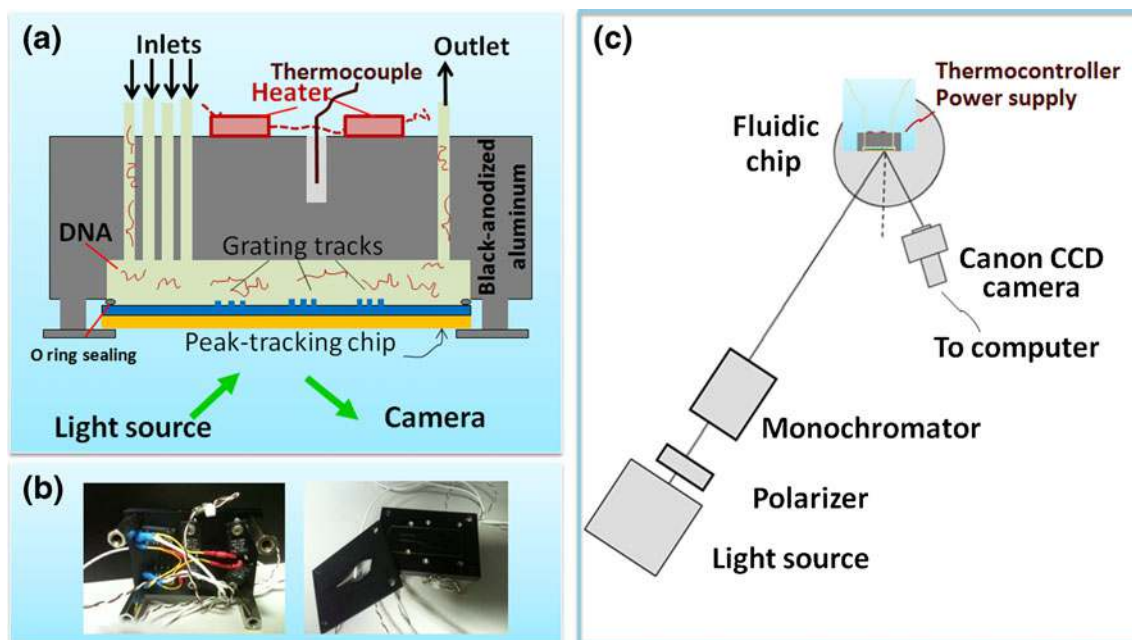 (a)
Inlets
Outlet
Thermocouple
Heater
DNA
Grating tracks
Black-anodized
aluminum
O ring sealing
Peak-tracking chip
Light source
Camera
(b)
(c)
Thermocontroller
Power supply
Fluidic
chip
Canon CCD
camera
To computer
Monochromator
Polarizer
Light source